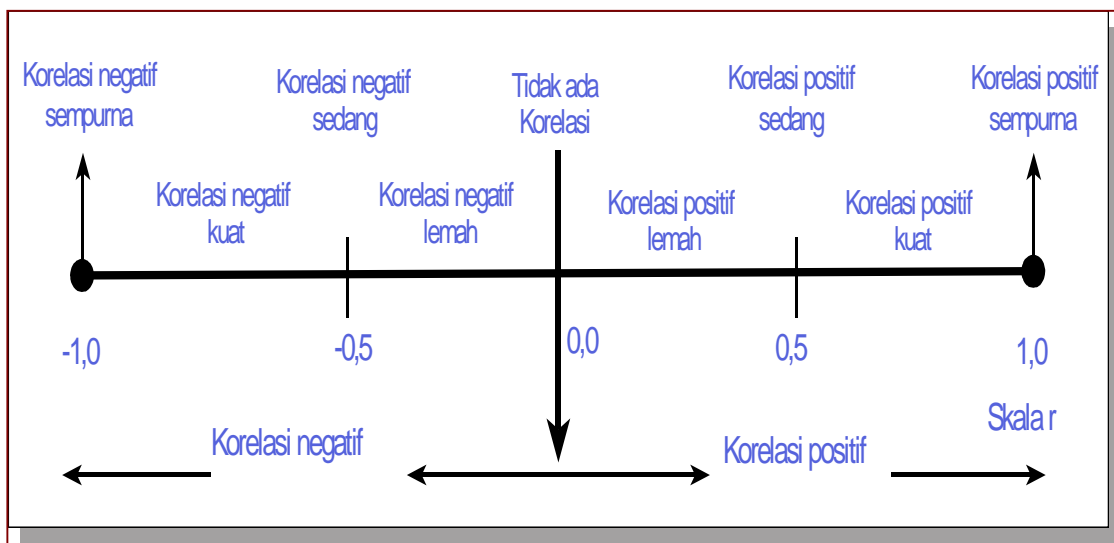 Korelasi negatif
sempurna
Korelasi negatif
sedang
Tidak ada
Korelasi
Korelasi positif
sedang
Korelasi positif
sempurna
Korelasi negatif
kuat
Korelasi negatif
lemah
Korelasi positif
lemah
Korelasi positif
kuat
-1,0
-0,5
0,0
0,5
1,0
Skala r
Korelasi negatif
Korelasi positif